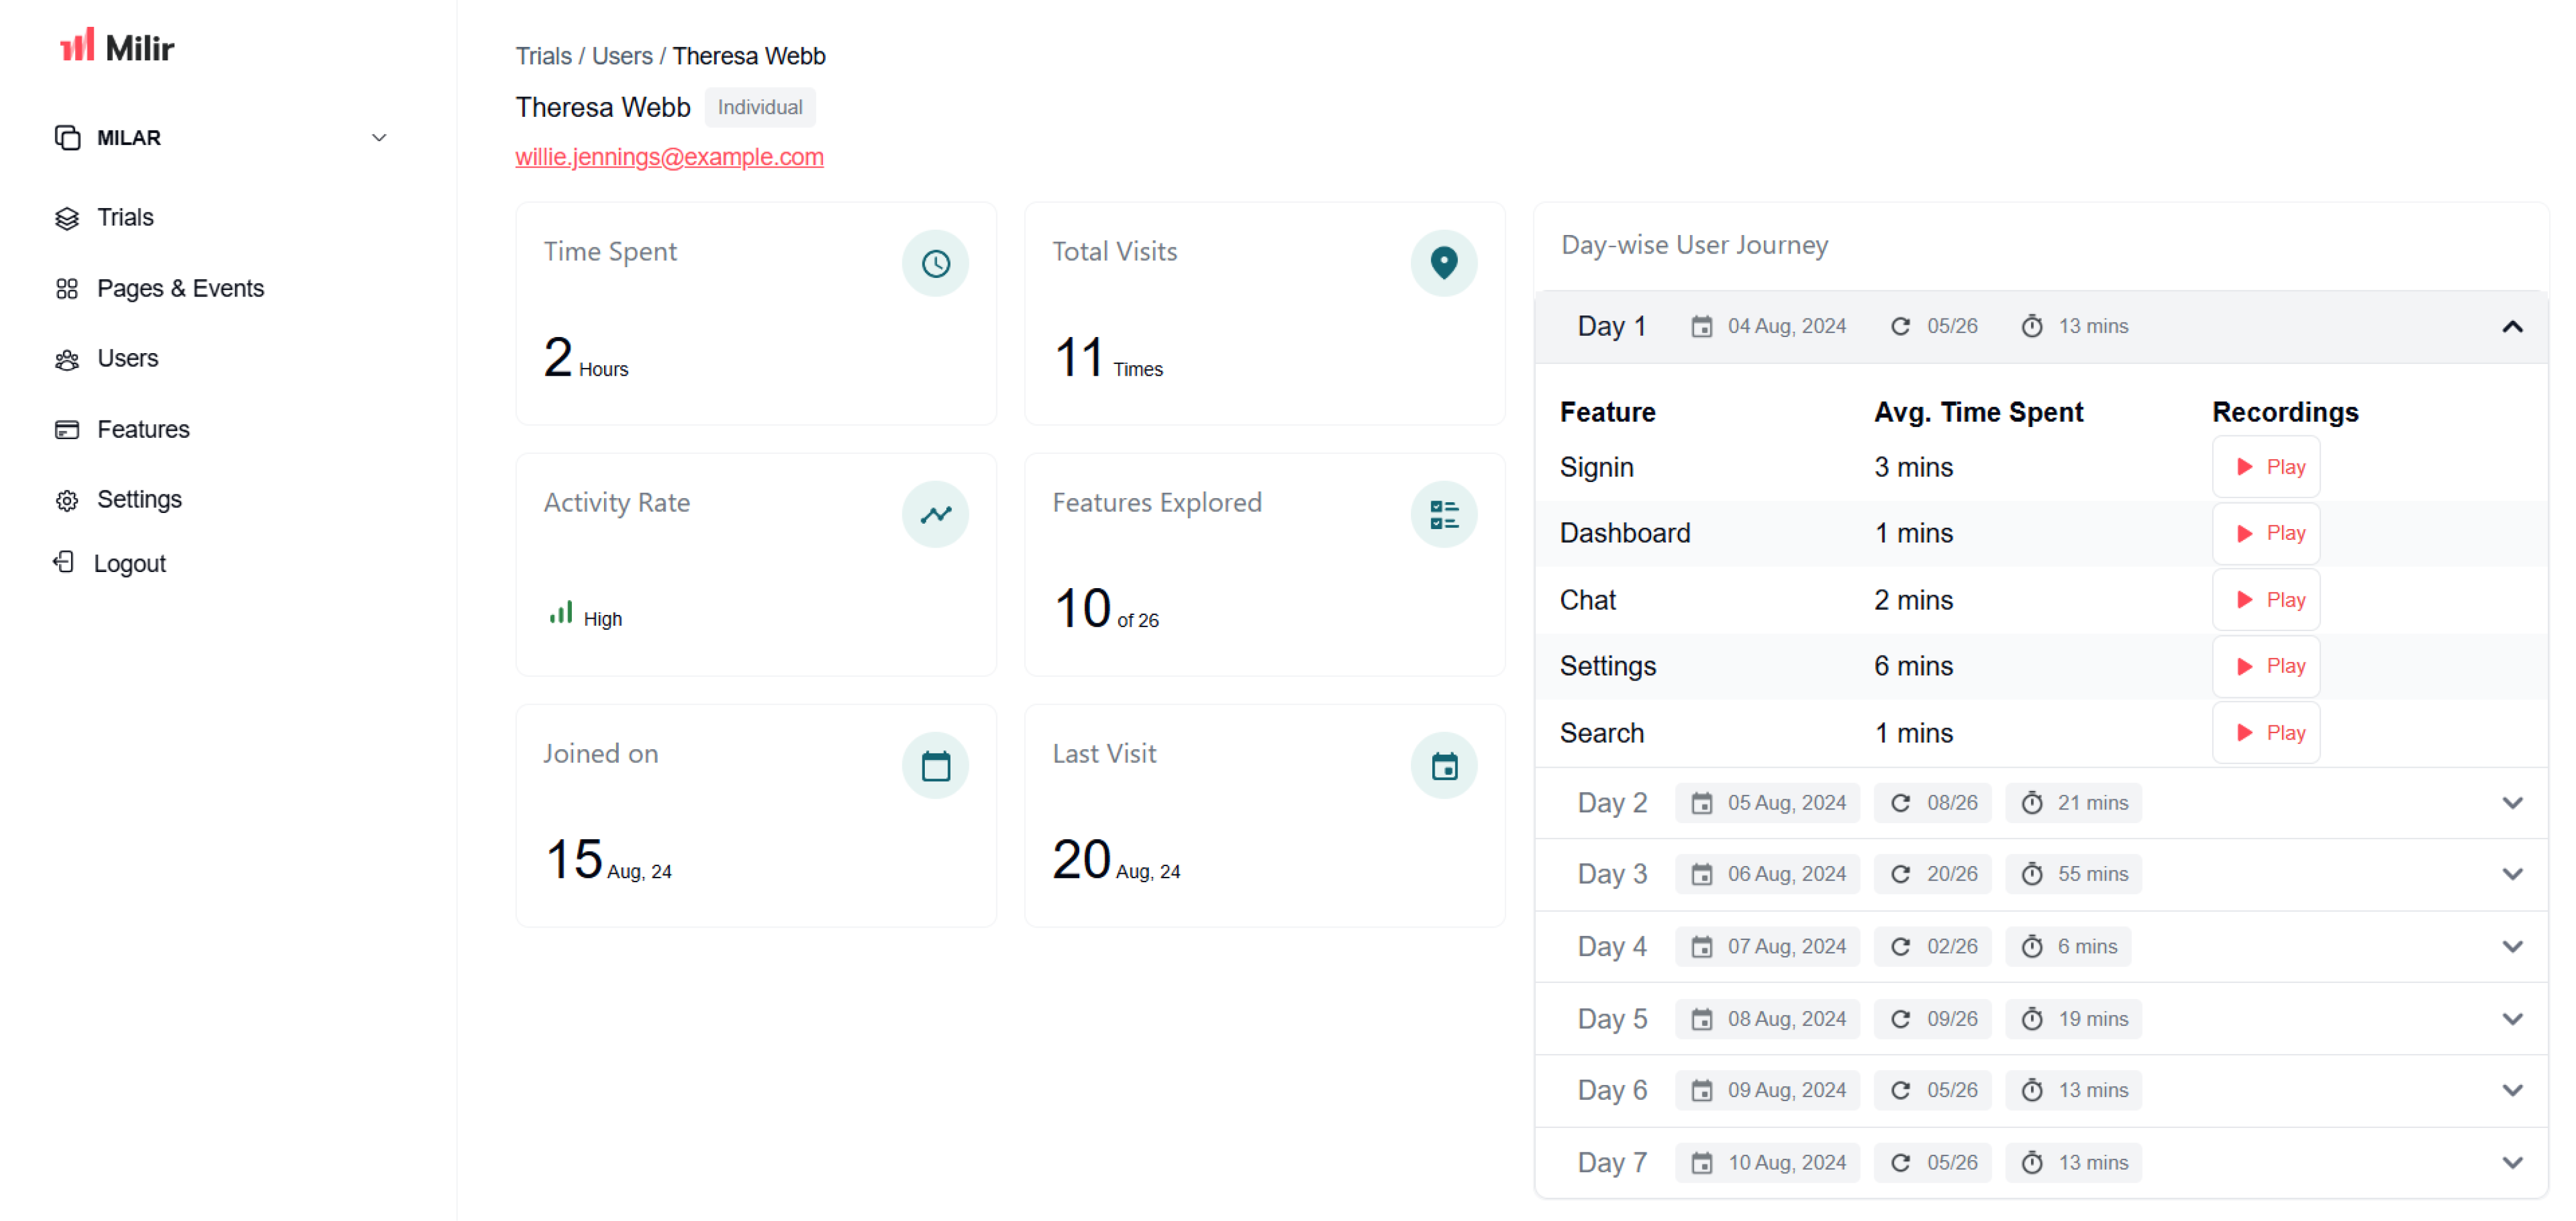 Milir
MILAR
Trials
Pages & Events
Users
Features
Settings
Logout
Trials / Users / Theresa Webb
Theresa Webb Individual
willie.jennings@example.com
Time Spent
2 Hours
Total Visits
11 Times
Activity Rate
High
Features Explored
10 of 26
Joined on
15 Aug, 24
Last Visit
20 Aug, 24
Day-wise User Journey
Day 1 04 Aug, 2024 05/26 13 mins
Feature Avg. Time Spent Recordings
Signin 3 mins Play
Dashboard 1 mins Play
Chat 2 mins Play
Settings 6 mins Play
Search 1 mins Play
Day 2 05 Aug, 2024 08/26 21 mins
Day 3 06 Aug, 2024 20/26 55 mins
Day 4 07 Aug, 2024 02/26 6 mins
Day 5 08 Aug, 2024 09/26 19 mins
Day 6 09 Aug, 2024 05/26 13 mins
Day 7 10 Aug, 2024 05/26 13 mins